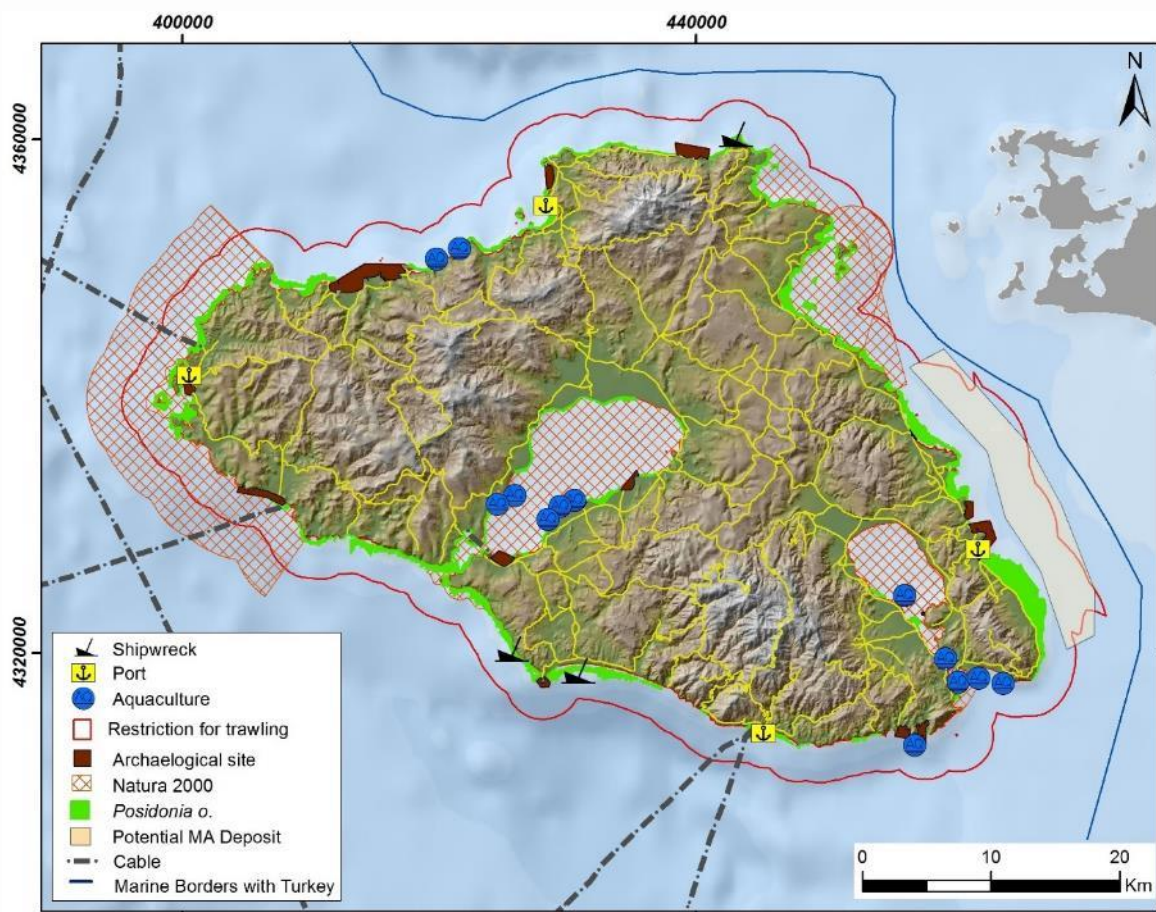 400000
440000
N
4360000
4320000
Shipwreck
Port
Aquaculture
Restriction for trawling
Archaelogical site
Natura 2000
Posidonia o.
Potential MA Deposit
Cable
Marine Borders with Turkey
0 10 20
Km